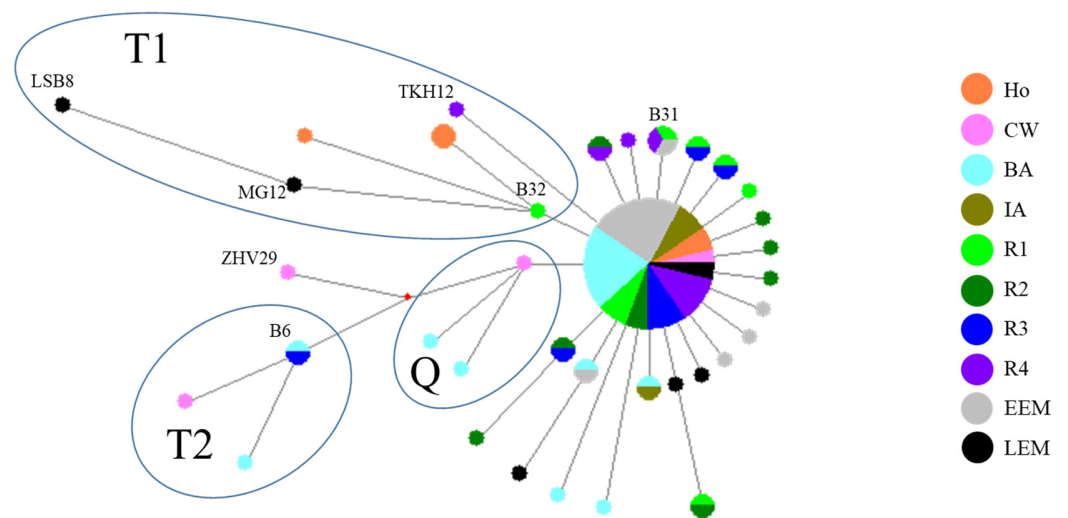 T1
LSB8
TKH12
B31
MG12
B32
ZHV29
B6
Q
T2
Ho
CW
BA
IA
R1
R2
R3
R4
EEM
LEM